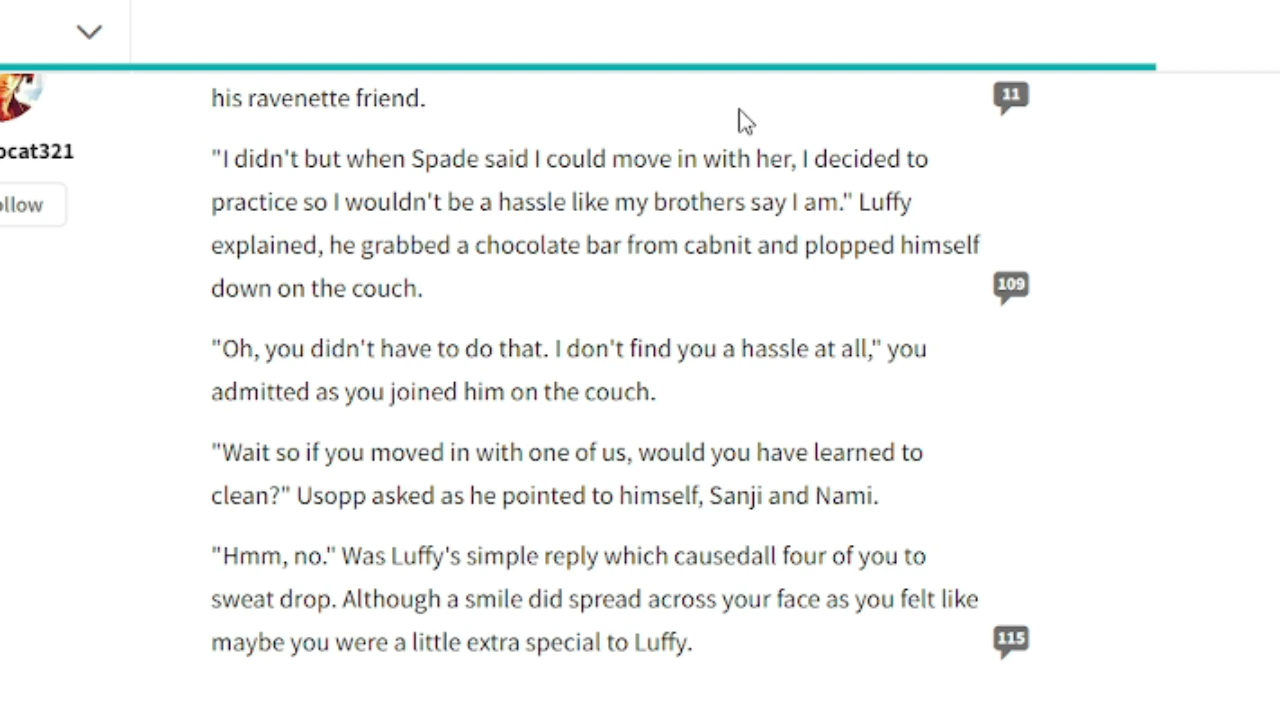 his ravenette friend.
11
ocat321
"I didn't but when Spade said I could move in with her, I decided to
practice so I wouldn't be a hassle like my brothers say I am." Luffy
ollow
explained, he grabbed a chocolate bar from cabnit and plopped himself
down on the couch.
109
"Oh, you didn't have to do that. I don't find you a hassle at all," you
admitted as you joined him on the couch.
"Wait so if you moved in with one of us, would you have learned to
clean?" Usopp asked as he pointed to himself, Sanji and Nami.
"Hmm, no." Was Luffy's simple reply which causedall four of you to
sweat drop. Although a smile did spread across your face as you felt like
maybe you were a little extra special to Luffy.
115